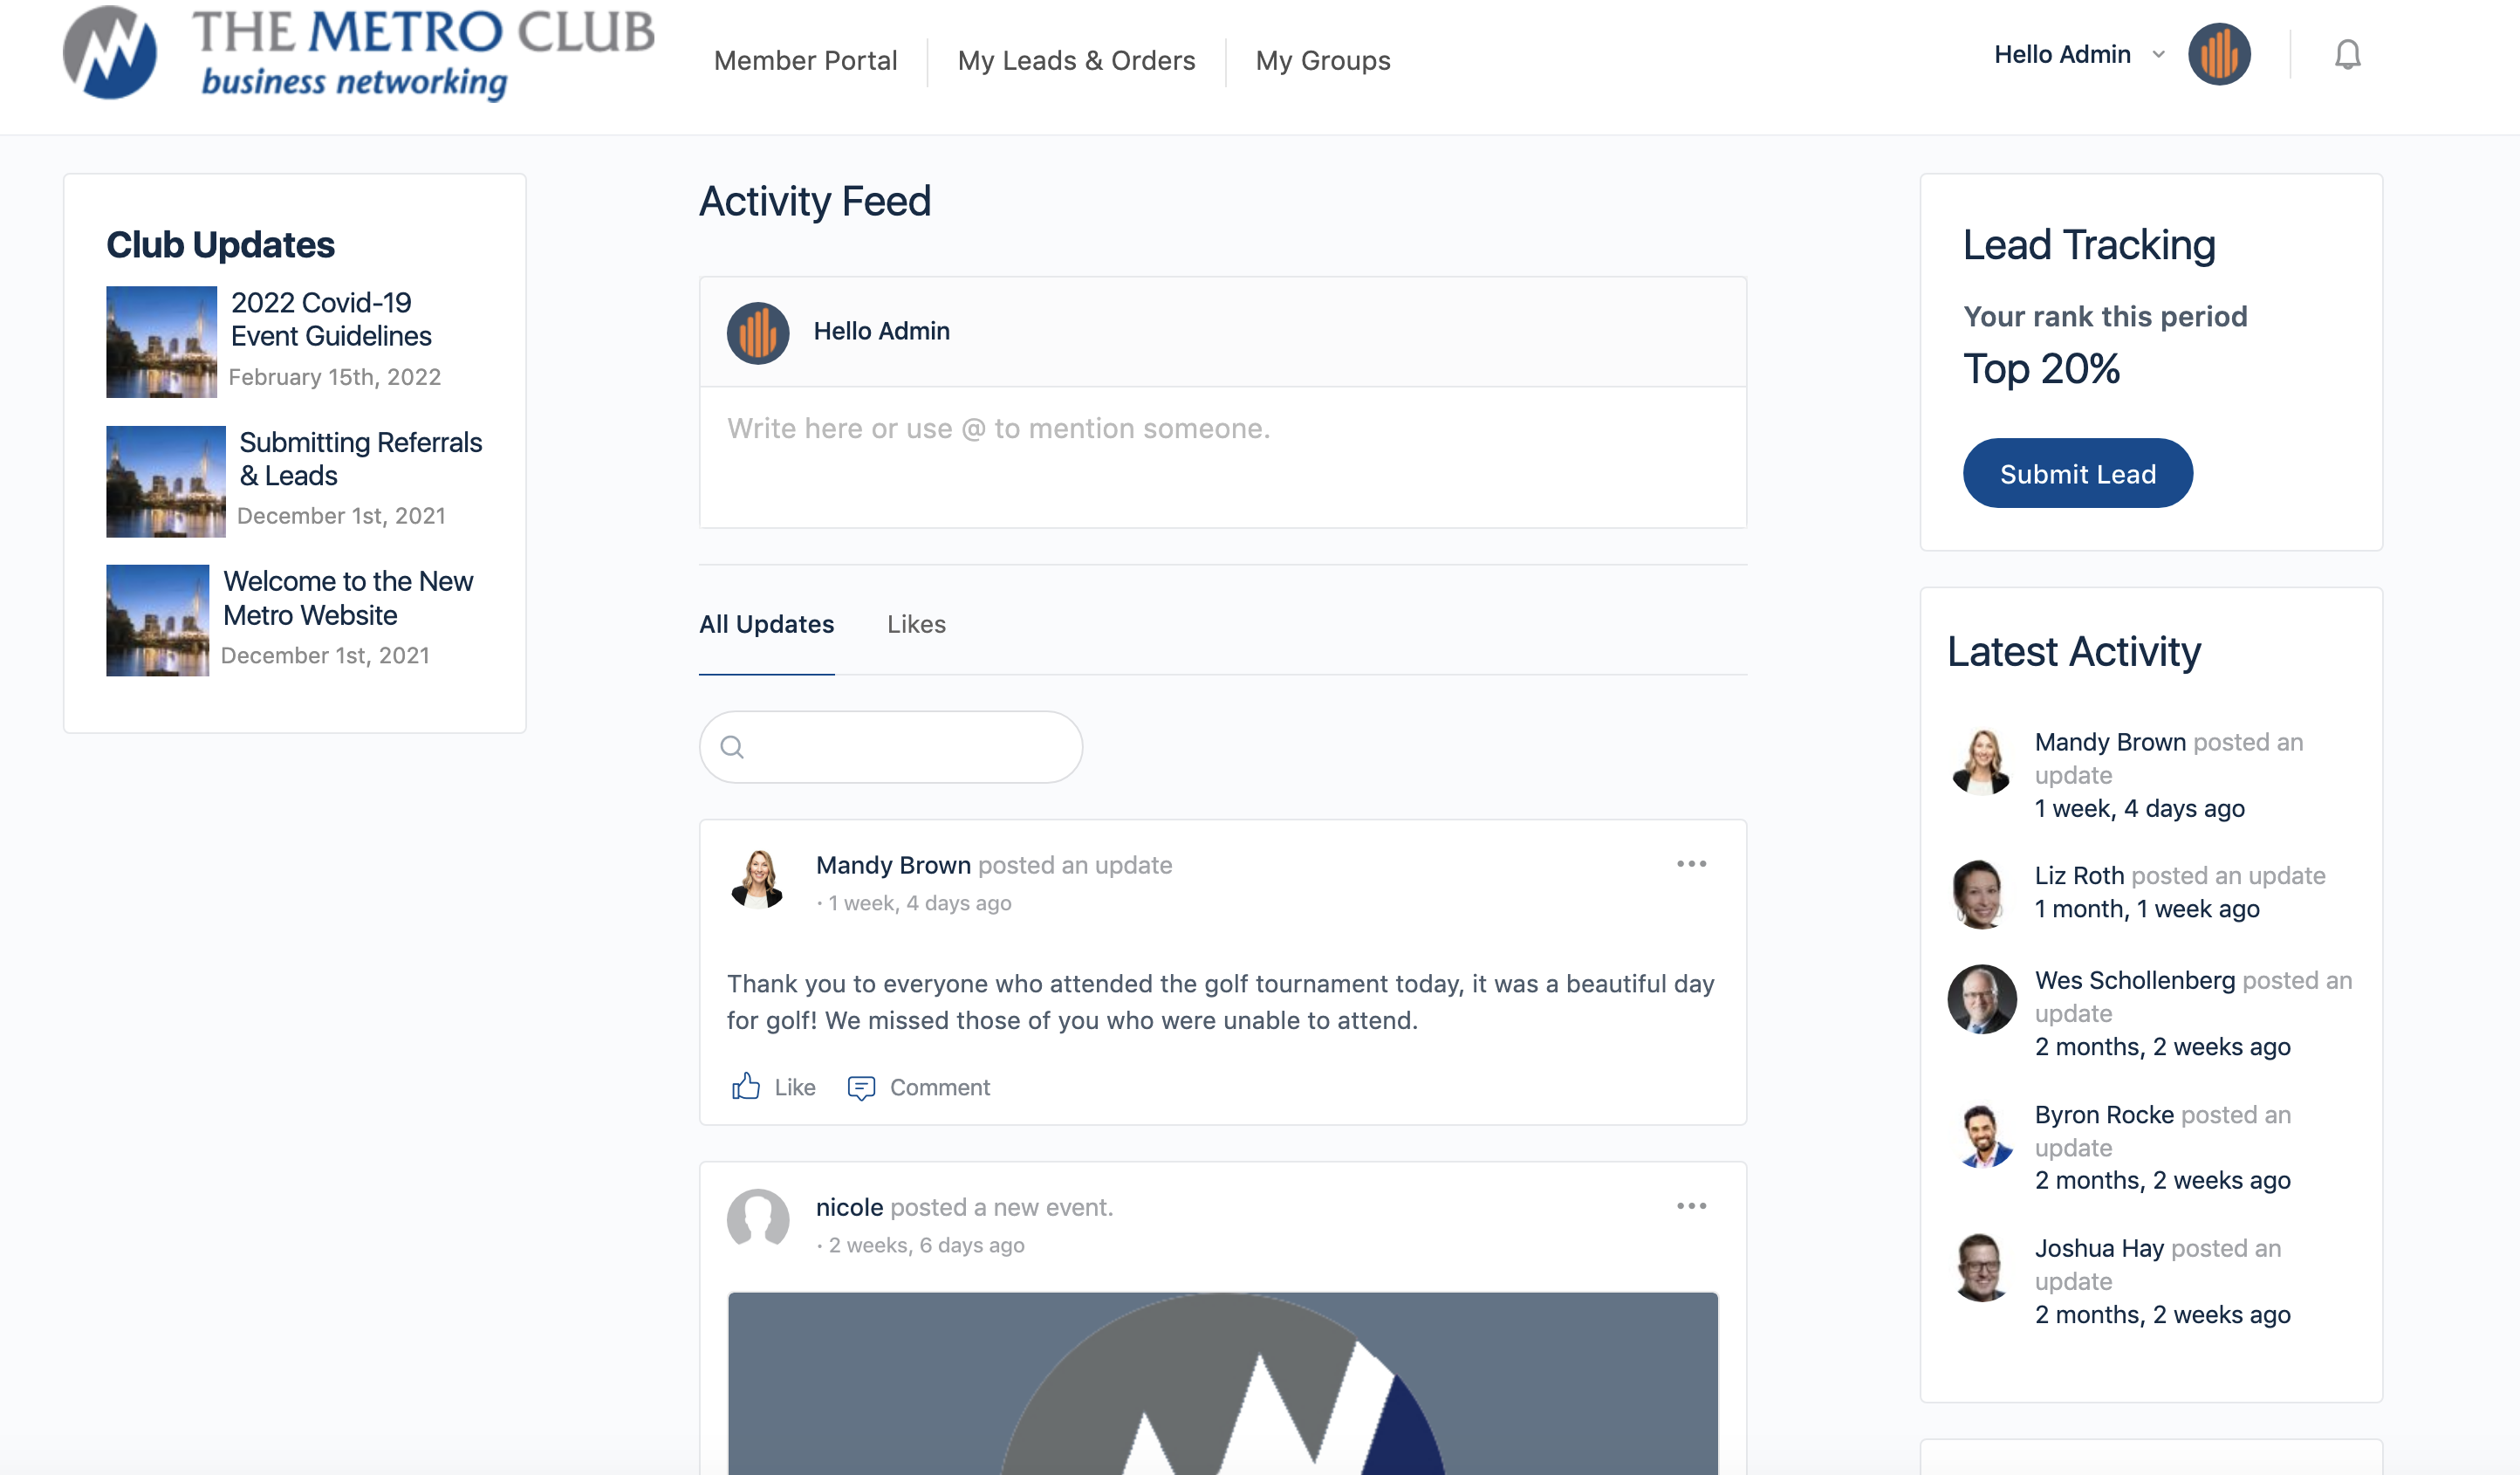 THE METRO CLUB
business networking
Member Portal
My Leads & Orders
My Groups
Hello Admin
Club Updates
2022 Covid-19
Event Guidelines
February 15th, 2022
Submitting Referrals
& Leads
December 1st, 2021
Welcome to the New
Metro Website
December 1st, 2021
Activity Feed
Hello Admin
Write here or use @ to mention someone.
All Updates
Likes
Mandy Brown posted an update
· 1 week, 4 days ago
Thank you to everyone who attended the golf tournament today, it was a beautiful day
for golf! We missed those of you who were unable to attend.
Like
Comment
nicole posted a new event.
· 2 weeks, 6 days ago
Lead Tracking
Your rank this period
Top 20%
Submit Lead
Latest Activity
Mandy Brown posted an
update
1 week, 4 days ago
Liz Roth posted an update
1 month, 1 week ago
Wes Schollenberg posted an
update
2 months, 2 weeks ago
Byron Rocke posted an
update
2 months, 2 weeks ago
Joshua Hay posted an
update
2 months, 2 weeks ago